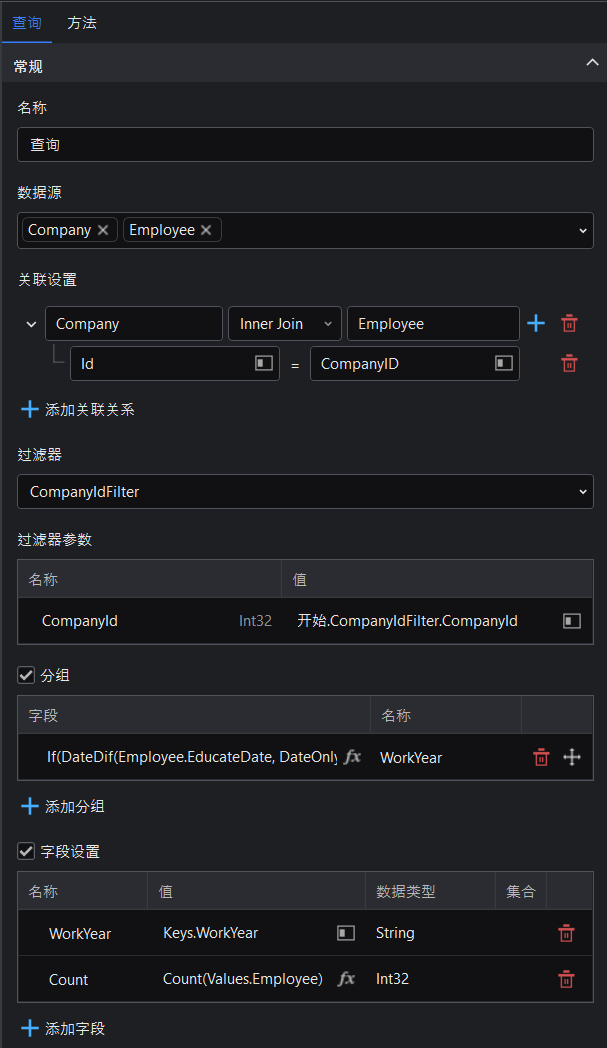 查询 方法
常规
名称
查询
数据源
Company Employee
关联设置
Company Inner Join Employee
Id = CompanyID
添加关联关系
过滤器
CompanyIdFilter
过滤器参数
名称 值
CompanyId Int32 开始.CompanyIdFilter.CompanyId
分组
字段 名称
If(DateDif(Employee.EducateDate, DateOnly fx WorkYear
添加分组
字段设置
名称 值 数据类型 集合
WorkYear Keys.WorkYear String
Count Count(Values.Employee) fx Int32
添加字段